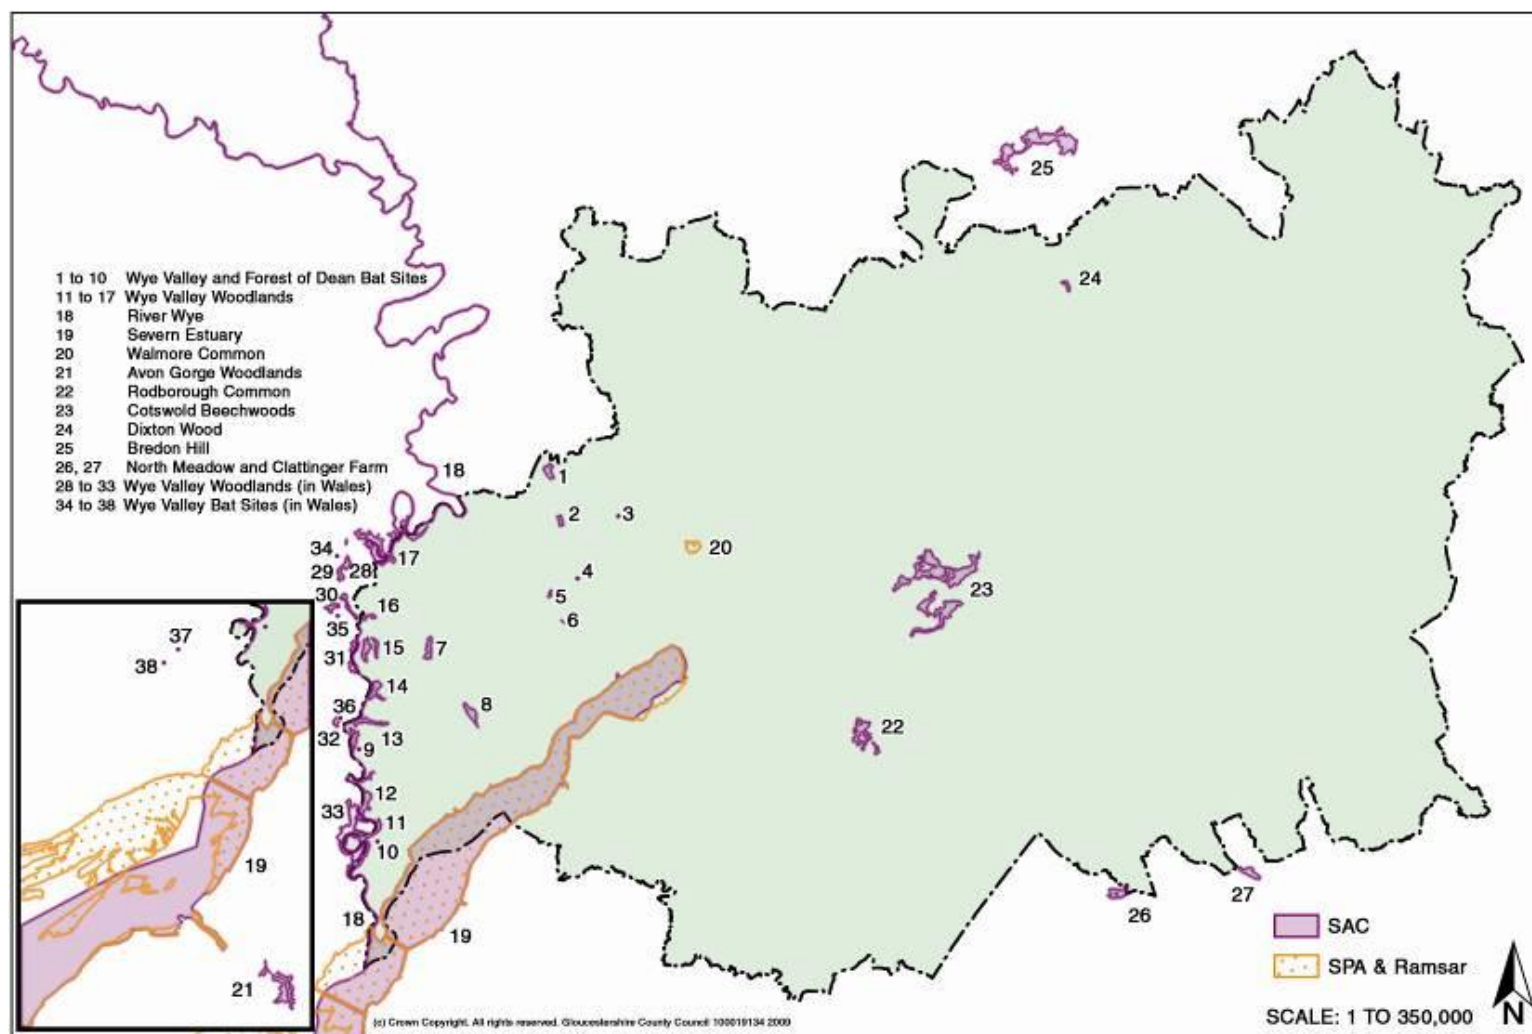 25
24
1 to 10 Wye Valley and Forest of Dean Bat Sites
11 to 17 Wye Valley Woodlands
18 River Wye
19 Severn Estuary
20 Walmore Common
21 Avon Gorge Woodlands
22 Rodborough Common
23 Cotswold Beechwoods
24 Dixton Wood
25 Bredon Hill
26, 27 North Meadow and Clattinger Farm
28 to 33 Wye Valley Woodlands (in Wales)
34 to 38 Wye Valley Bat Sites (in Wales)
18
1
2
3
34
17
20
29
28
4
30
5
23
16
6
35
37
15
7
38
31
14
36
8
22
32
13
9
12
33
11
10
19
18
19
26
27
21
SAC
SPA & Ramsar
SCALE: 1 TO 350,000
N
(c) Crown Copyright. All rights reserved. Gloucestershire County Council 100019134 2009